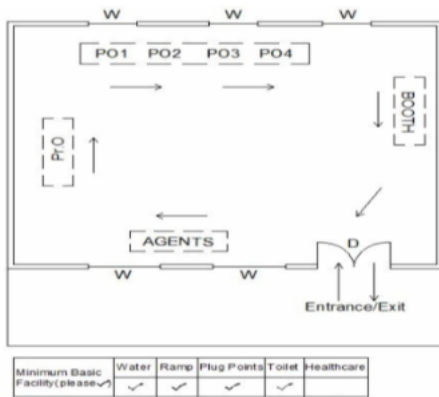 W W W
PO1 PO2 PO3 PO4
BOOTH
Pr.O
AGENTS
D
W W
Entrance/Exit
Minimum Basic Facility(please✓) Water Ramp Plug Points Toilet Healthcare
✓ ✓ ✓ ✓